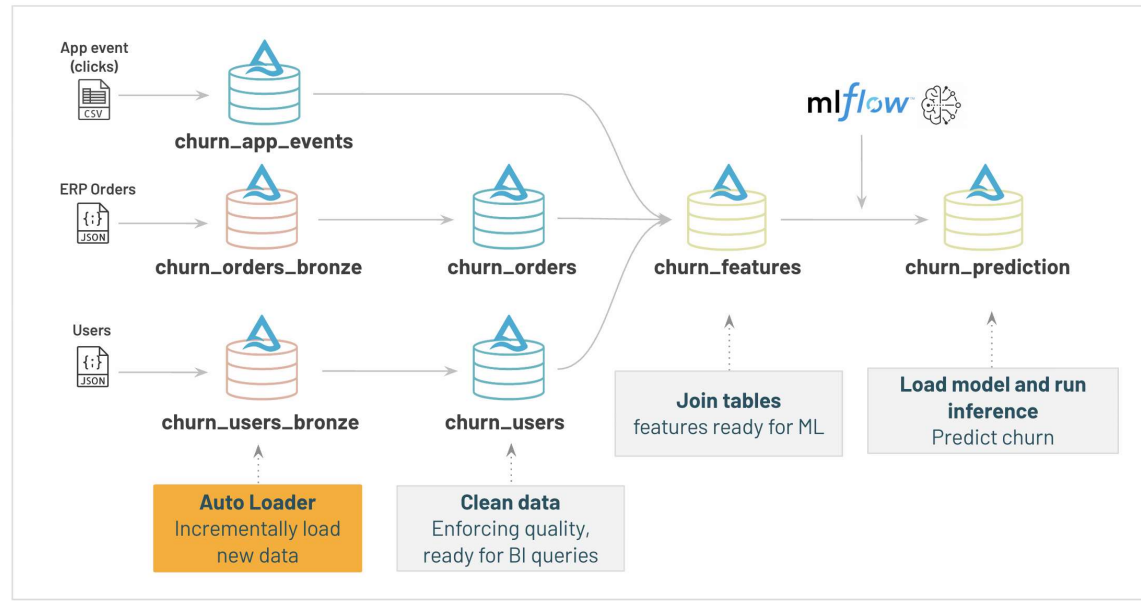 App event
(clicks)
CSV
churn_app_events
mlflow™
ERP Orders
{;}
JSON
churn_orders_bronze
churn_orders
churn_features
churn_prediction
Users
{;}
JSON
churn_users_bronze
churn_users
Join tables
features ready for ML
Load model and run
inference
Predict churn
Auto Loader
Incrementally load
new data
Clean data
Enforcing quality,
ready for BI queries